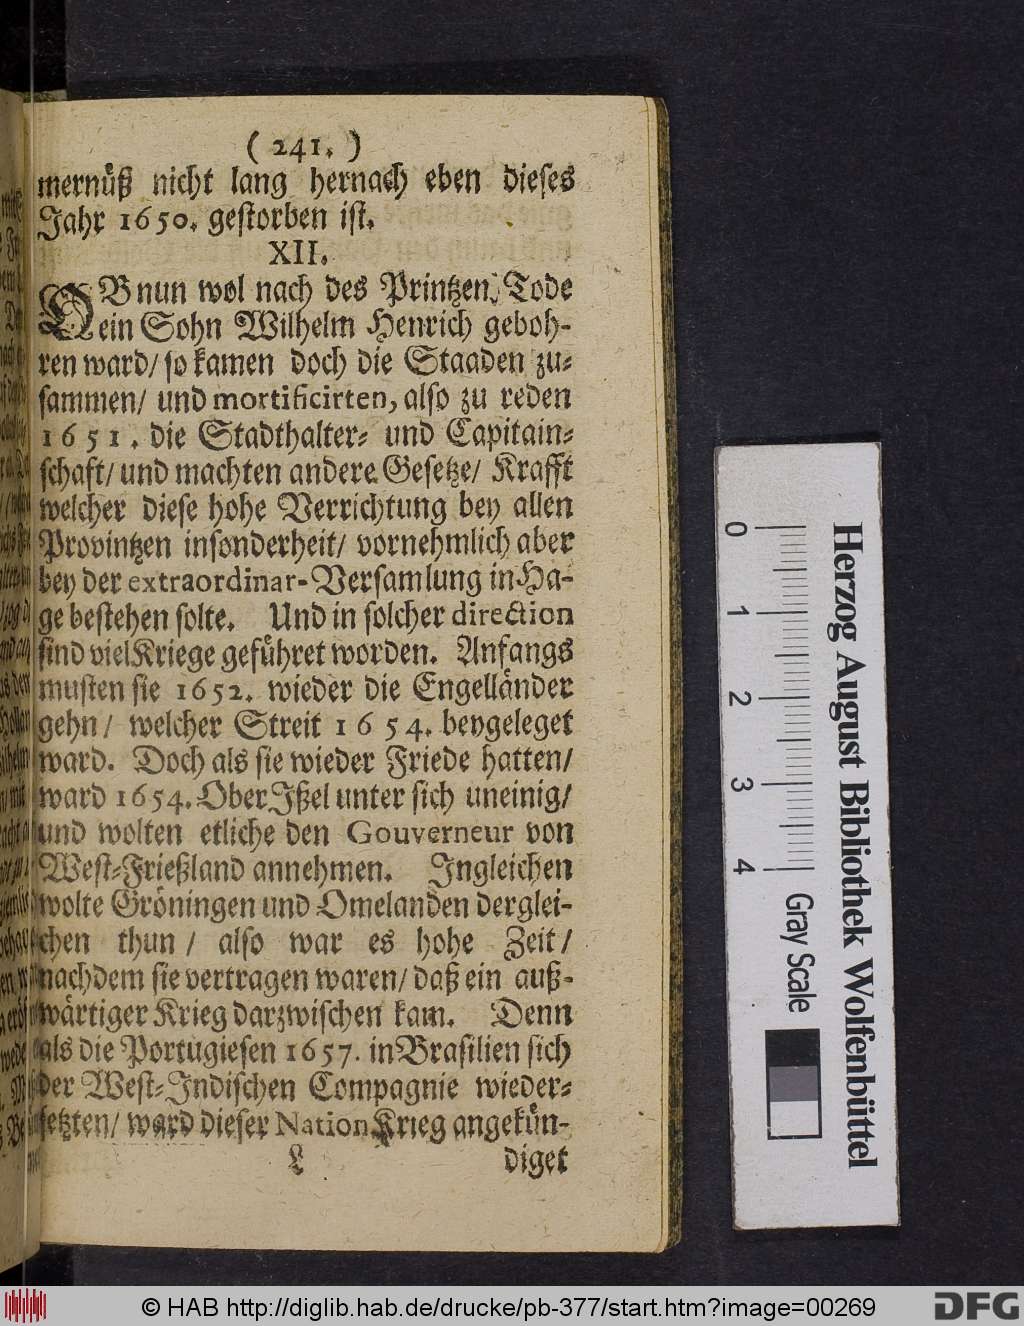 ( 241. )
mernüß nicht lang hernach eben dieses
Jahr 1650. gestorben ist.
XII.
OB nun wol nach des Printzen Tode
ein Sohn Wilhelm Henrich geboh-
ren ward/ so kamen doch die Staaden zu-
sammen/ und mortificirten, also zu reden
1651. die Stadthalter- und Capitain-
schaft/ und machten andere Gesetze/ Krafft
welcher diese hohe Verrichtung bey allen
Provintzen insonderheit/ vornehmlich aber
bey der extraordinar-Versamlung in Ha-
ge bestehen solte. Und in solcher direction
sind viel Kriege geführet worden. Anfangs
musten sie 1652. wieder die Engelländer
gehn/ welcher Streit 1654. beygeleget
ward. Doch als sie wieder Friede hatten/
ward 1654. Ober Ißel unter sich uneinig/
und wolten etliche den Gouverneur von
West-Frießland annehmen. Ingleichen
wolte Gröningen und Omelanden derglei-
chen thun/ also war es hohe Zeit/
nachdem sie vertragen waren/ daß ein auß-
wärtiger Krieg darzwischen kam. Denn
als die Portugiesen 1657. in Brasilien sich
der West-Indischen Compagnie wieder-
setzten/ ward dieser Nation Krieg angekün-
L diget
0 1 2 3 4
Herzog August Bibliothek Wolfenbüttel
Gray Scale
© HAB http://diglib.hab.de/drucke/pb-377/start.htm?image=00269
DFG